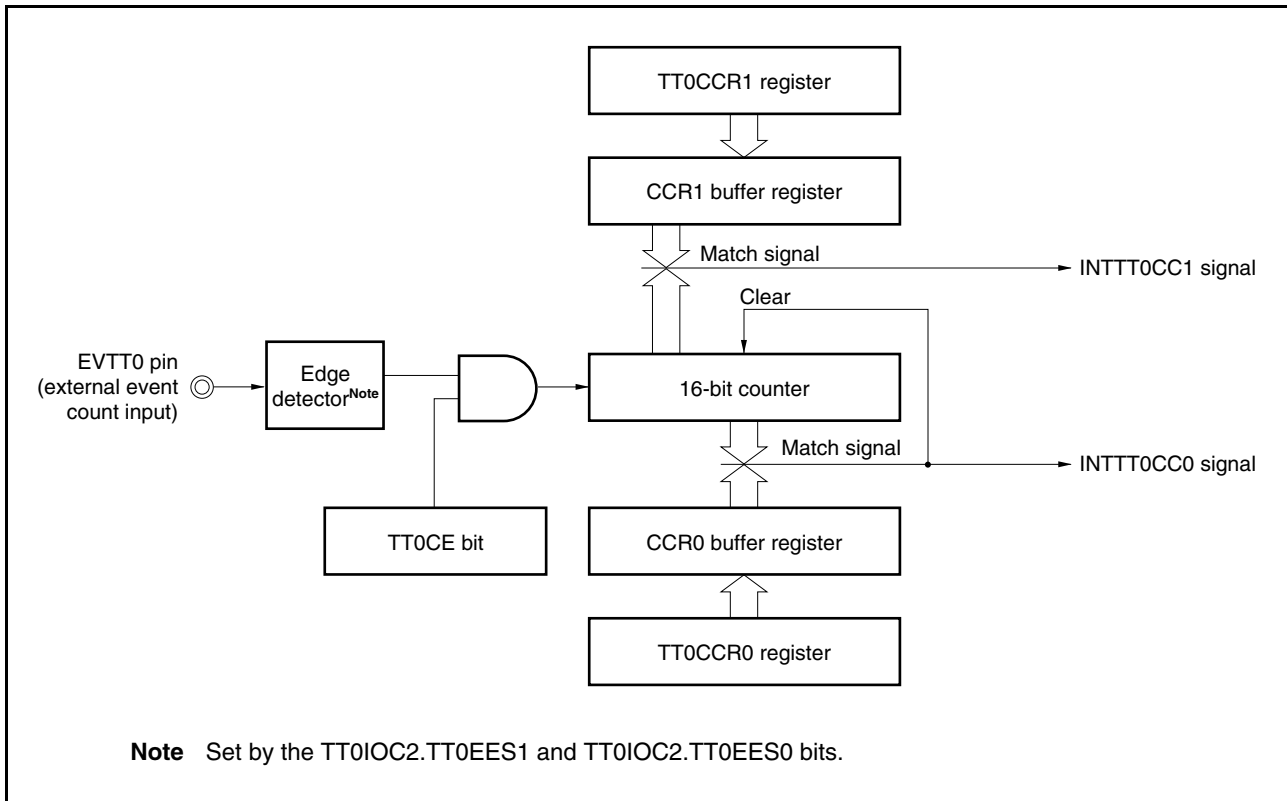 TT0CCR1 register
CCR1 buffer register
Match signal
INTTT0CC1 signal
Clear
EVTT0 pin
(external event
count input)
Edge
detectorNote
16-bit counter
Match signal
INTTT0CC0 signal
TT0CE bit
CCR0 buffer register
TT0CCR0 register
Note Set by the TT0IOC2.TT0EES1 and TT0IOC2.TT0EES0 bits.